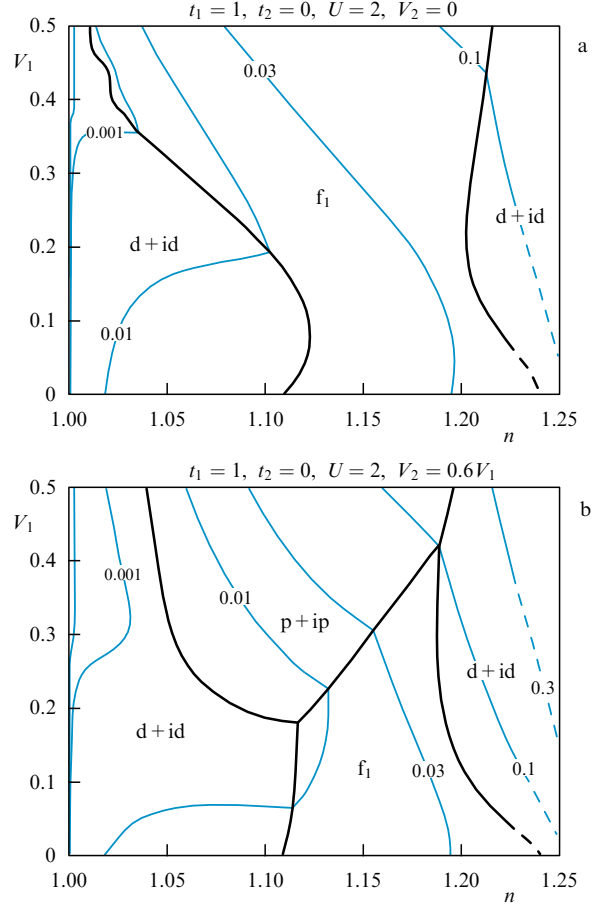 t₁ = 1, t₂ = 0, U = 2, V₂ = 0
a
0.5
V₁
0.1
0.03
0.4
0.001
0.3
f₁
d + id
0.2
d + id
0.1
0.01
0
1.00 1.05 1.10 1.15 1.20 1.25
n
t₁ = 1, t₂ = 0, U = 2, V₂ = 0.6V₁
b
0.5
V₁
0.4
0.001
0.01
0.3
p + ip
d + id
0.3
0.2
d + id
0.1
f₁
0.03
0.1
0
1.00 1.05 1.10 1.15 1.20 1.25
n